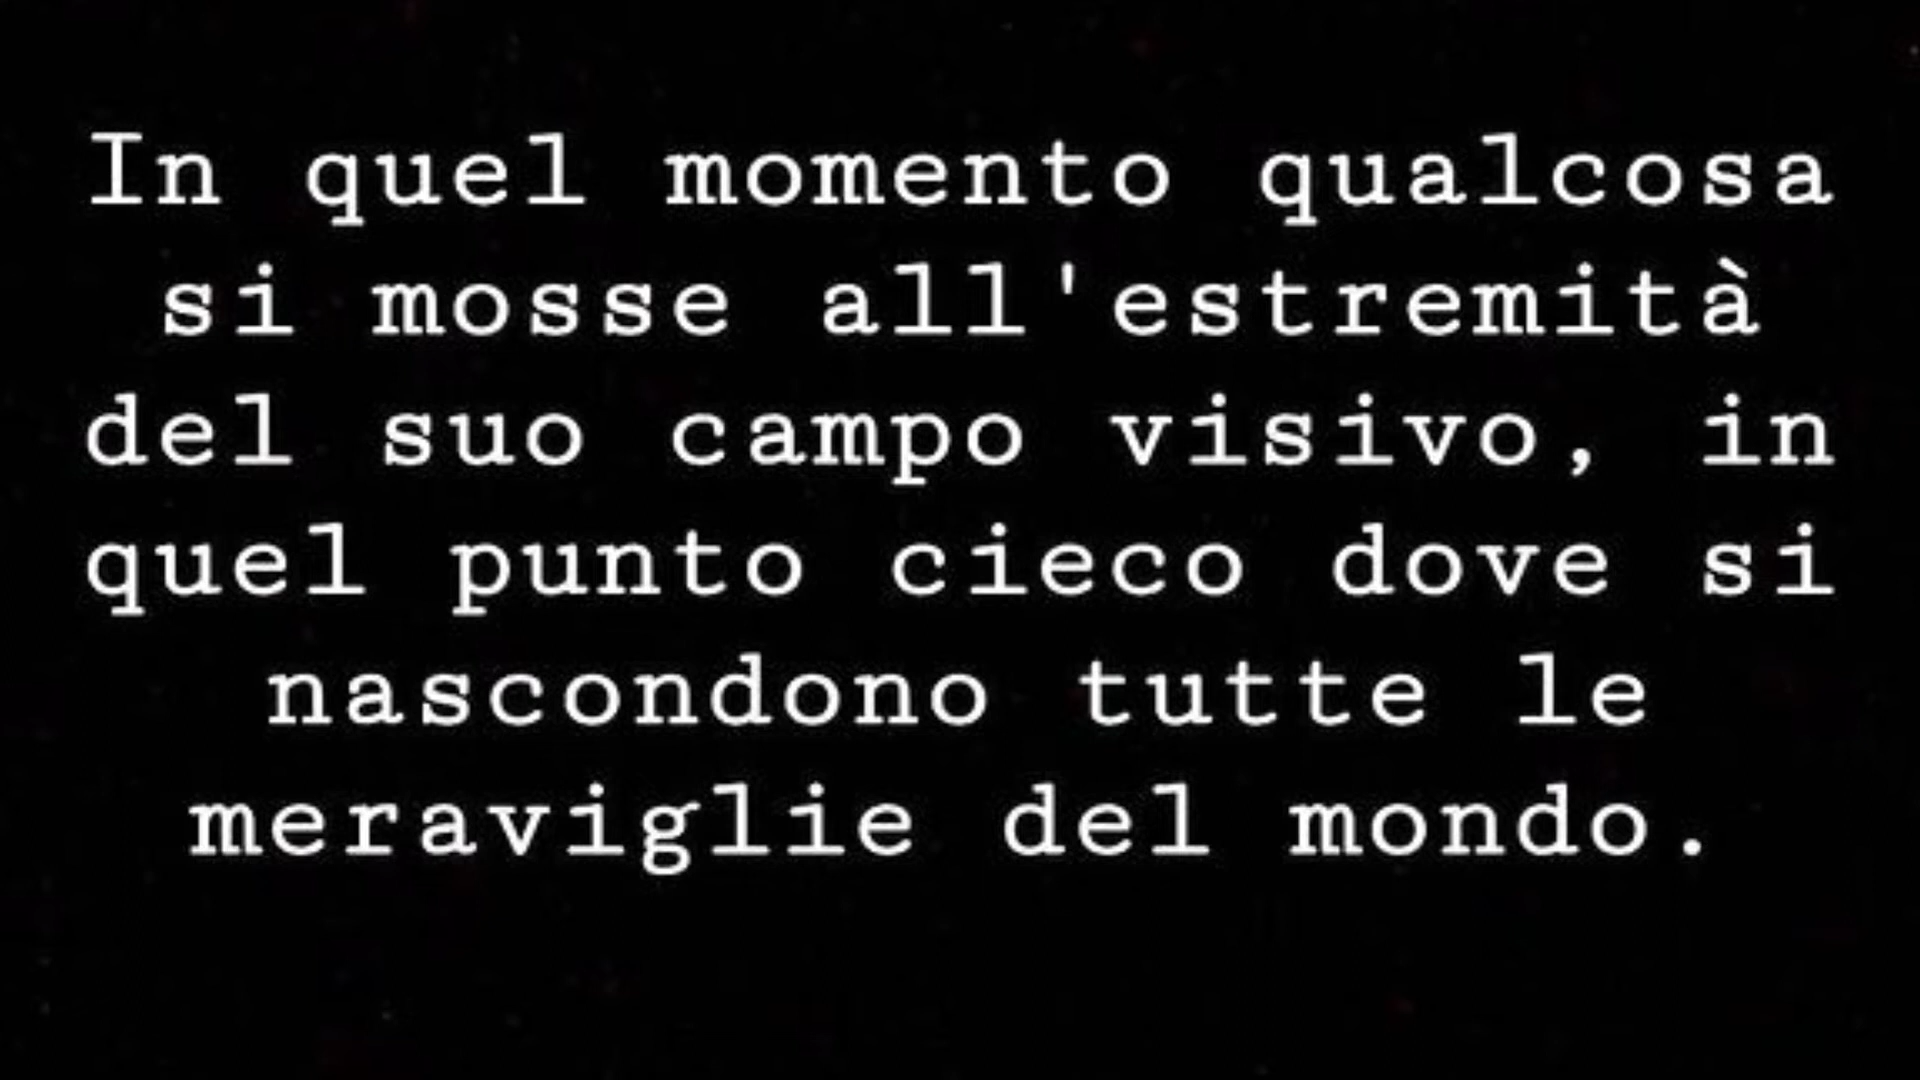 In quel momento qualcosa
si mosse all'estremità
del suo campo visivo, in
quel punto cieco dove si
nascondono tutte le
meraviglie del mondo.